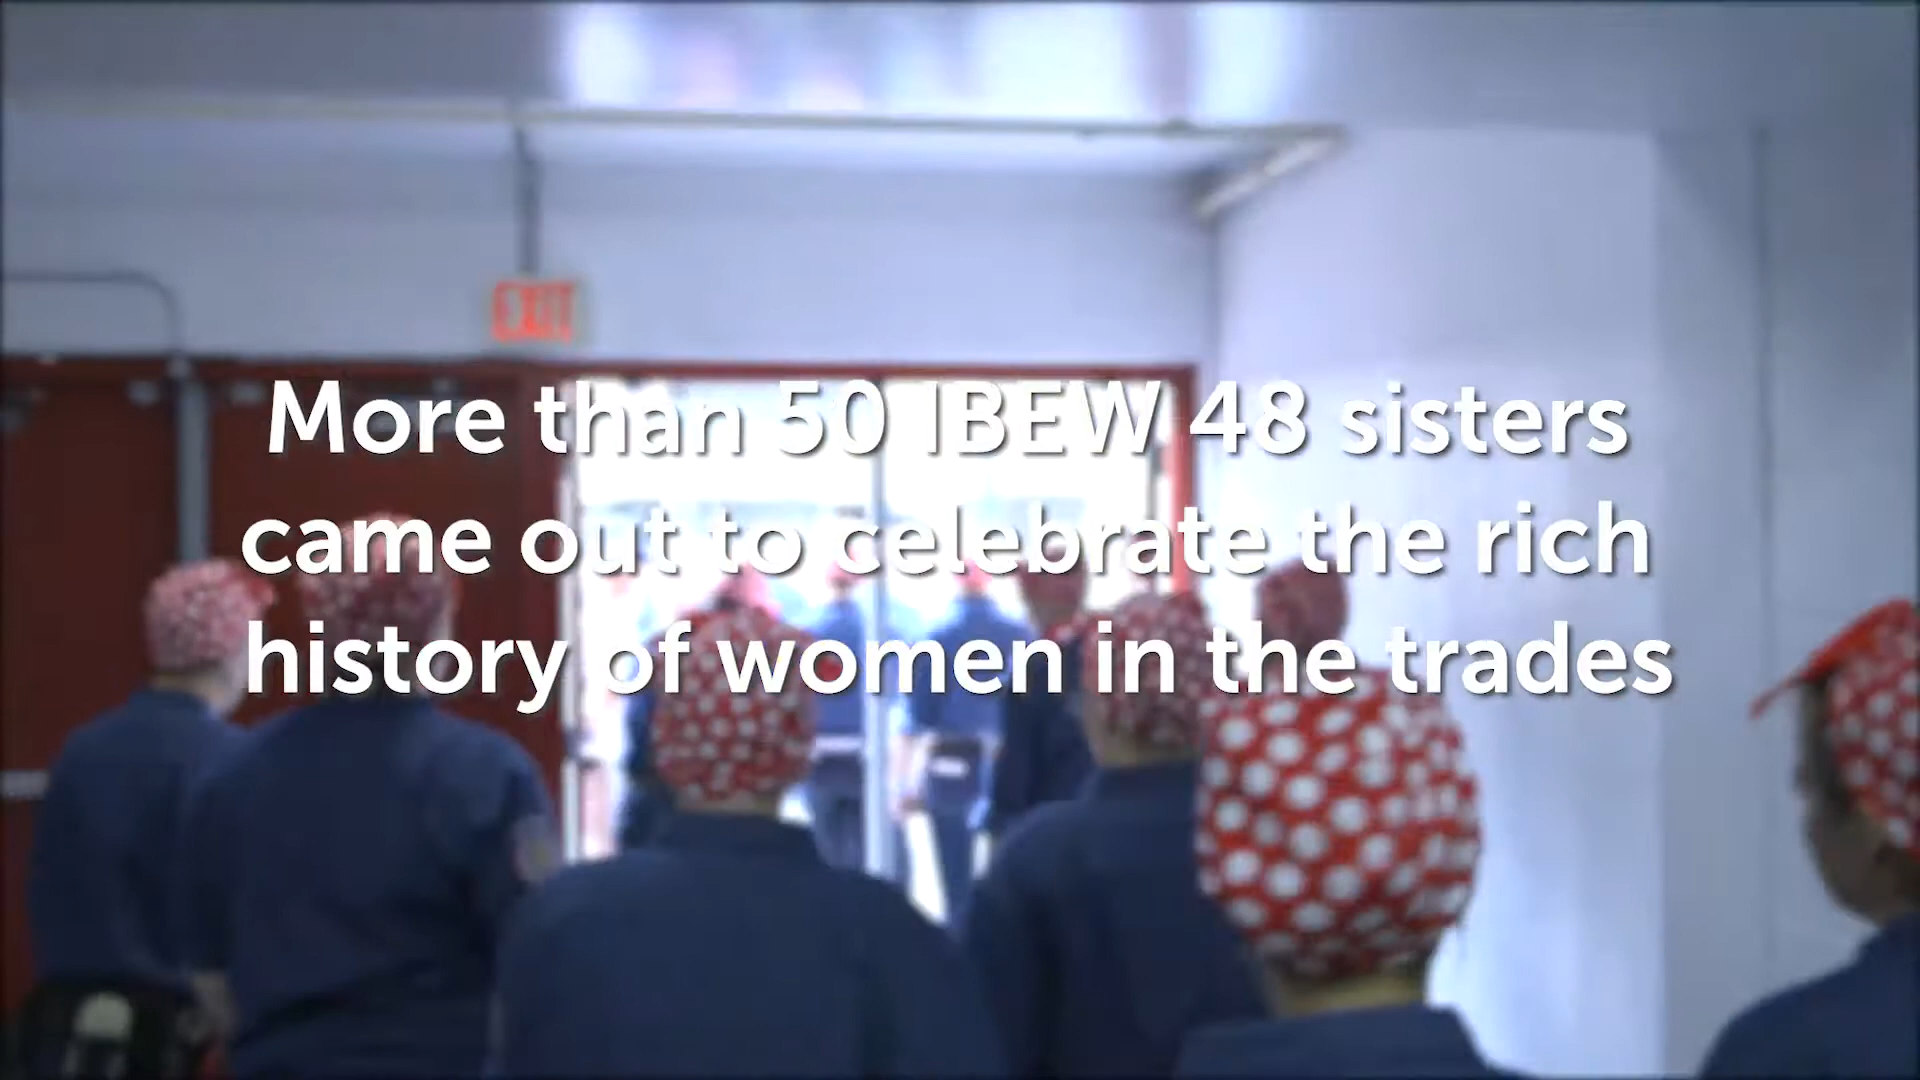 EXIT
More than 50 IBEW 48 sisters
came out to celebrate the rich
history of women in the trades